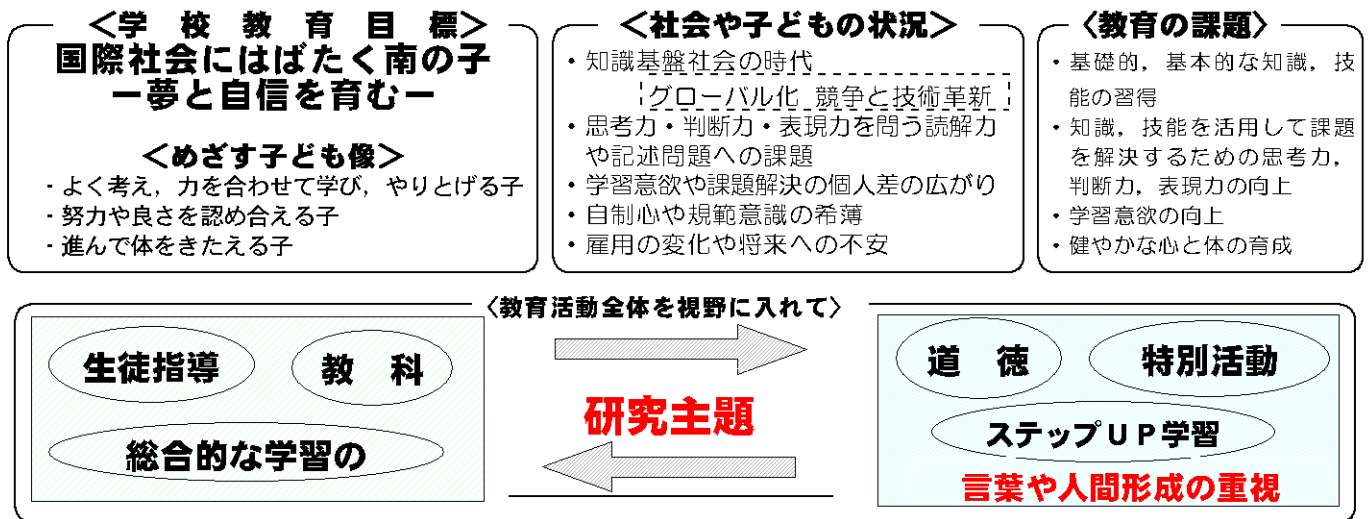 ＜学　校　教　育　目　標＞
国際社会にはばたく南の子
ー夢と自信を育むー
＜めざす子ども像＞
・よく考え，力を合わせて学び，やりとげる子
・努力や良さを認め合える子
・進んで体をきたえる子
＜社会や子どもの状況＞
・知識基盤社会の時代
グローバル化 競争と技術革新
・思考力・判断力・表現力を問う読解力
や記述問題への課題
・学習意欲や課題解決の個人差の広がり
・自制心や規範意識の希薄
・雇用の変化や将来への不安
〈教育の課題〉
・基礎的，基本的な知識，技
能の習得
・知識，技能を活用して課題
を解決するための思考力，
判断力，表現力の向上
・学習意欲の向上
・健やかな心と体の育成
〈教育活動全体を視野に入れて〉
生徒指導
教　科
総合的な学習の
研究主題
道　徳
特別活動
ステップＵＰ学習
言葉や人間形成の重視